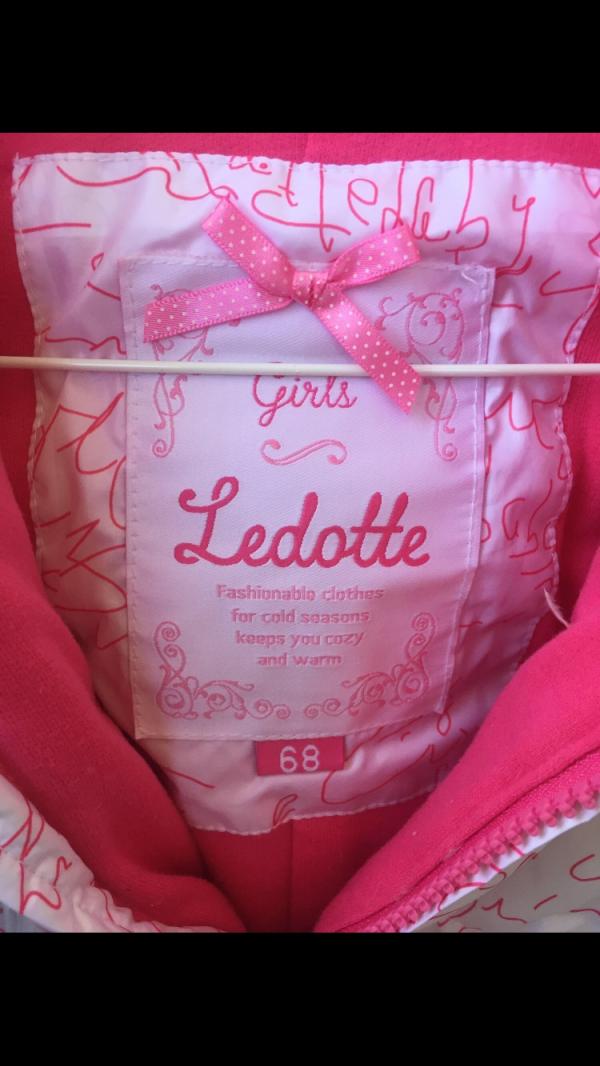 Girls
Ledotte
Fashionable clothes
for cold seasons
keeps you cozy
and warm
68